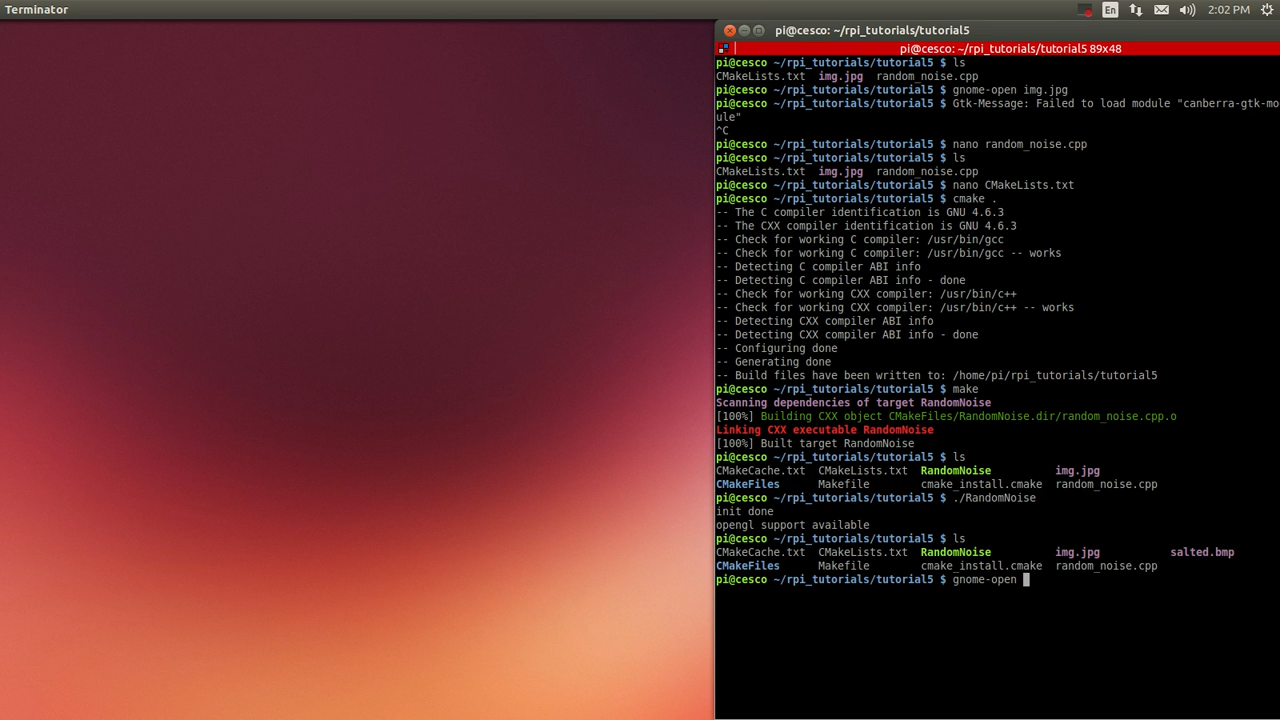 Terminator
En
2:02 PM
pi@cesco: ~/rpi_tutorials/tutorial5
pi@cesco: ~/rpi_tutorials/tutorial5 89x48
pi@cesco ~/rpi_tutorials/tutorial5 $ ls
CMakeLists.txt  img.jpg  random_noise.cpp
pi@cesco ~/rpi_tutorials/tutorial5 $ gnome-open img.jpg
pi@cesco ~/rpi_tutorials/tutorial5 $ Gtk-Message: Failed to load module "canberra-gtk-mo
ule"
^C
pi@cesco ~/rpi_tutorials/tutorial5 $ nano random_noise.cpp
pi@cesco ~/rpi_tutorials/tutorial5 $ ls
CMakeLists.txt  img.jpg  random_noise.cpp
pi@cesco ~/rpi_tutorials/tutorial5 $ nano CMakeLists.txt
pi@cesco ~/rpi_tutorials/tutorial5 $ cmake .
-- The C compiler identification is GNU 4.6.3
-- The CXX compiler identification is GNU 4.6.3
-- Check for working C compiler: /usr/bin/gcc
-- Check for working C compiler: /usr/bin/gcc -- works
-- Detecting C compiler ABI info
-- Detecting C compiler ABI info - done
-- Check for working CXX compiler: /usr/bin/c++
-- Check for working CXX compiler: /usr/bin/c++ -- works
-- Detecting CXX compiler ABI info
-- Detecting CXX compiler ABI info - done
-- Configuring done
-- Generating done
-- Build files have been written to: /home/pi/rpi_tutorials/tutorial5
pi@cesco ~/rpi_tutorials/tutorial5 $ make
Scanning dependencies of target RandomNoise
[100%] Building CXX object CMakeFiles/RandomNoise.dir/random_noise.cpp.o
Linking CXX executable RandomNoise
[100%] Built target RandomNoise
pi@cesco ~/rpi_tutorials/tutorial5 $ ls
CMakeCache.txt  CMakeLists.txt  RandomNoise  img.jpg
CMakeFiles  Makefile  cmake_install.cmake  random_noise.cpp
pi@cesco ~/rpi_tutorials/tutorial5 $ ./RandomNoise
init done
opengl support available
pi@cesco ~/rpi_tutorials/tutorial5 $ ls
CMakeCache.txt  CMakeLists.txt  RandomNoise  img.jpg  salted.bmp
CMakeFiles  Makefile  cmake_install.cmake  random_noise.cpp
pi@cesco ~/rpi_tutorials/tutorial5 $ gnome-open